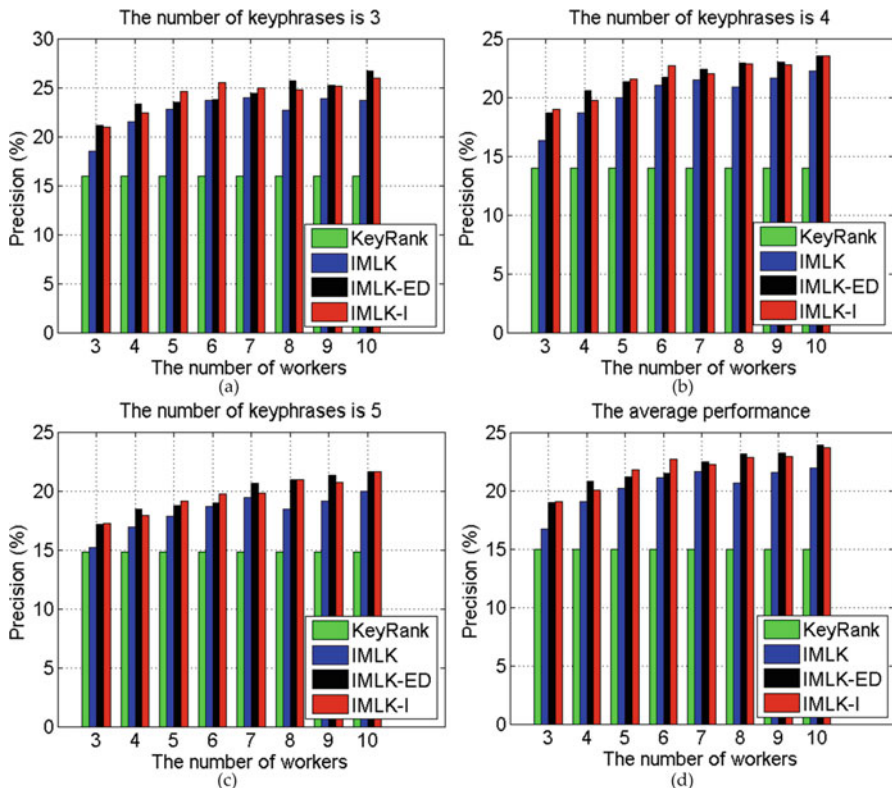 The number of keyphrases is 3
30
25
20
15
10
5
0
Precision (%)
KeyRank
IMLK
IMLK-ED
IMLK-I
3 4 5 6 7 8 9 10
The number of workers
(a)
The number of keyphrases is 4
25
20
15
10
5
0
Precision (%)
KeyRank
IMLK
IMLK-ED
IMLK-I
3 4 5 6 7 8 9 10
The number of workers
(b)
The number of keyphrases is 5
25
20
15
10
5
0
Precision (%)
KeyRank
IMLK
IMLK-ED
IMLK-I
3 4 5 6 7 8 9 10
The number of workers
(c)
The average performance
25
20
15
10
5
0
Precision (%)
KeyRank
IMLK
IMLK-ED
IMLK-I
3 4 5 6 7 8 9 10
The number of workers
(d)